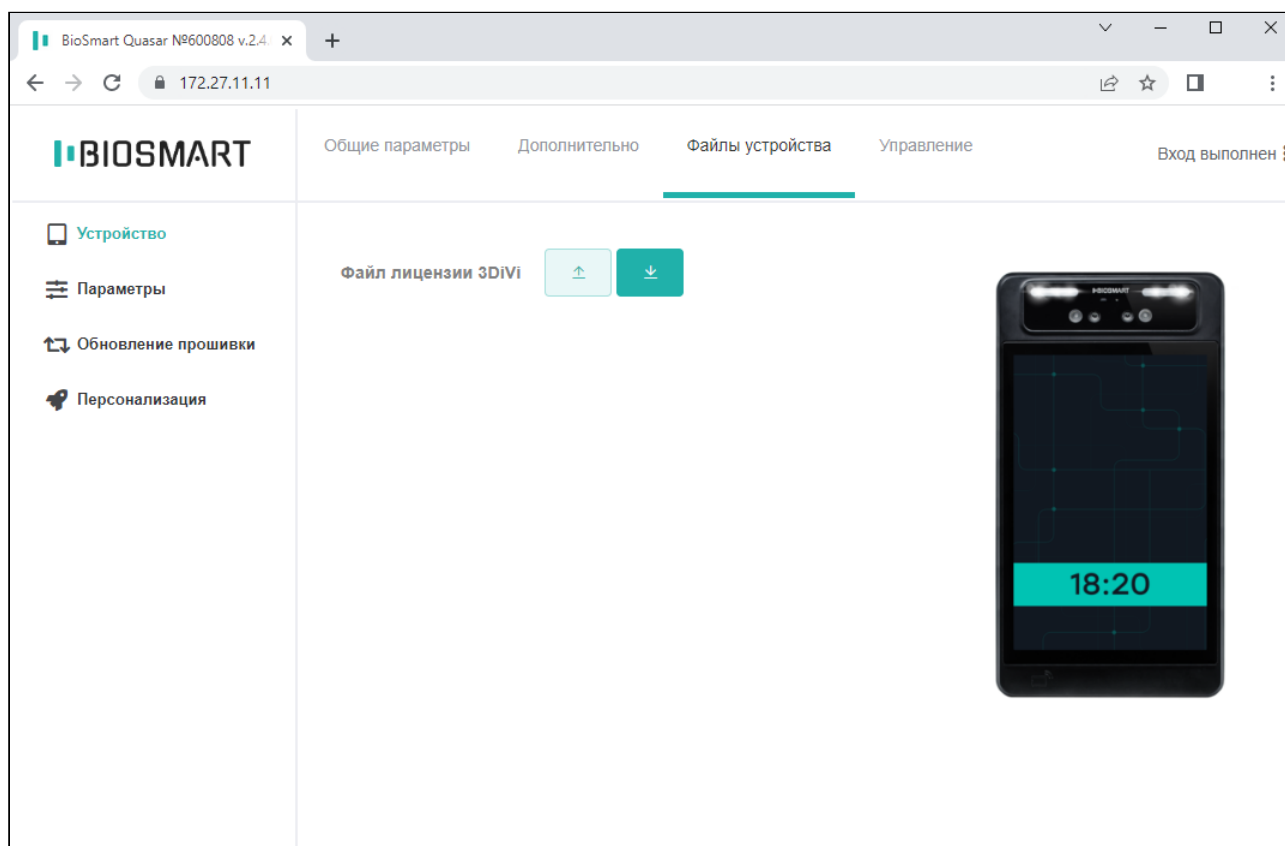 BioSmart Quasar №600808 v.2.4.
172.27.11.11
BIOSMART
Общие параметры Дополнительно Файлы устройства Управление
Вход выполнен
Устройство
Параметры
Обновление прошивки
Персонализация
Файл лицензии 3DiVi
BIOSMART
18:20